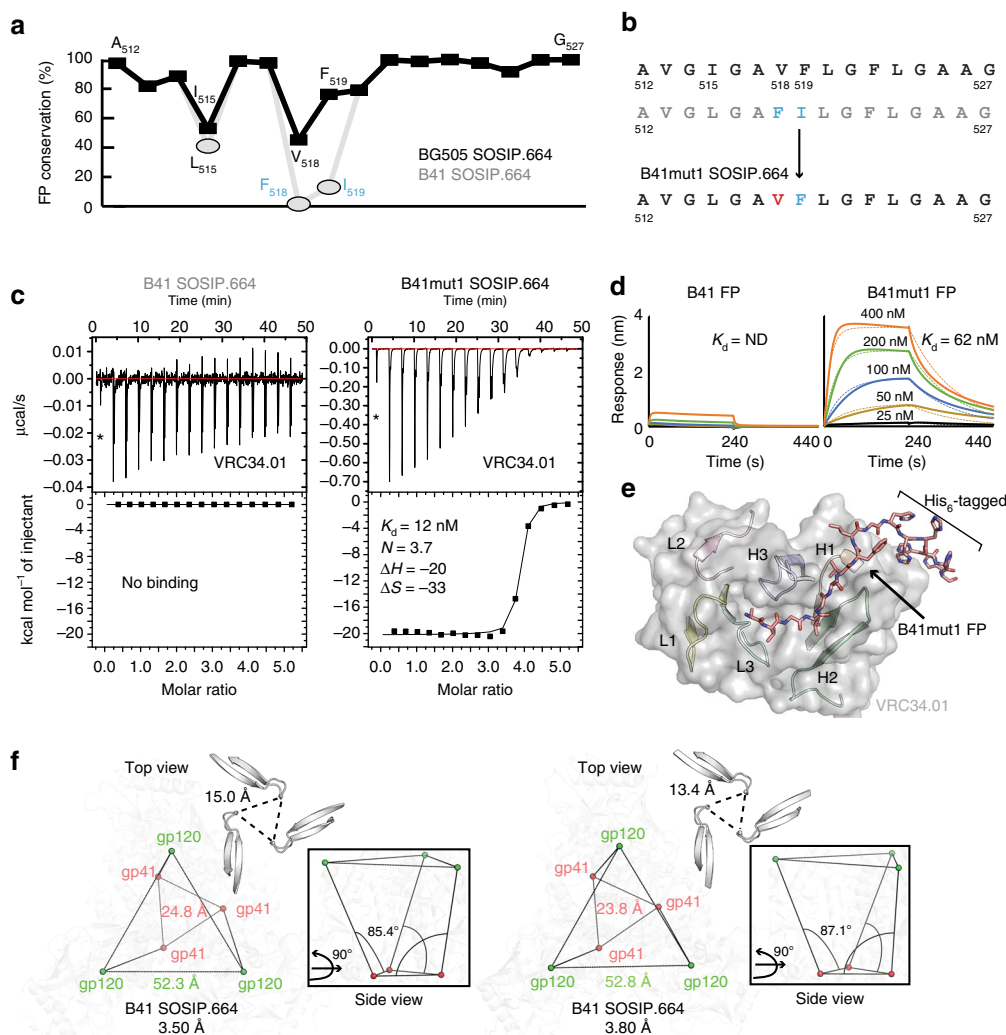 a
A512
G527
100
80
60
40
20
0
FP conservation (%)
I515
L515
F519
V518
F518
I519
BG505 SOSIP.664
B41 SOSIP.664
b
A V G I G A V F L G F L G A A G
512 515 518 519 527
A V G L G A F I L G F L G A A G
512 527
B41mut1 SOSIP.664
A V G L G A V F L G F L G A A G
512 527
c
B41 SOSIP.664
Time (min)
0 10 20 30 40 50
0.01
0.00
−0.01
−0.02
−0.03
−0.04
µcal/s
*
VRC34.01
0
−4
−8
−12
−16
−20
kcal mol−1 of injectant
No binding
0.0 1.0 2.0 3.0 4.0 5.0
Molar ratio
B41mut1 SOSIP.664
Time (min)
0 10 20 30 40 50
0.00
−0.10
−0.20
−0.30
−0.40
−0.50
−0.60
−0.70
*
VRC34.01
0
−4
−8
−12
−16
−20
Kd = 12 nM
N = 3.7
ΔH = −20
ΔS = −33
0.0 1.0 2.0 3.0 4.0 5.0
Molar ratio
d
B41 FP
Response (nm)
4
3
2
1
0
Kd = ND
0 240 440
Time (s)
B41mut1 FP
400 nM
200 nM
100 nM
50 nM
25 nM
Kd = 62 nM
0 240 440
Time (s)
e
His6-tagged
L2
H3
H1
L1
L3
H2
B41mut1 FP
VRC34.01
f
Top view
15.0 Å
gp120
gp41
24.8 Å
gp41
gp41
gp120
52.3 Å
gp120
B41 SOSIP.664
3.50 Å
85.4°
90°
Side view
Top view
13.4 Å
gp120
gp41
23.8 Å
gp41
gp41
gp120
52.8 Å
gp120
B41 SOSIP.664
3.80 Å
87.1°
90°
Side view